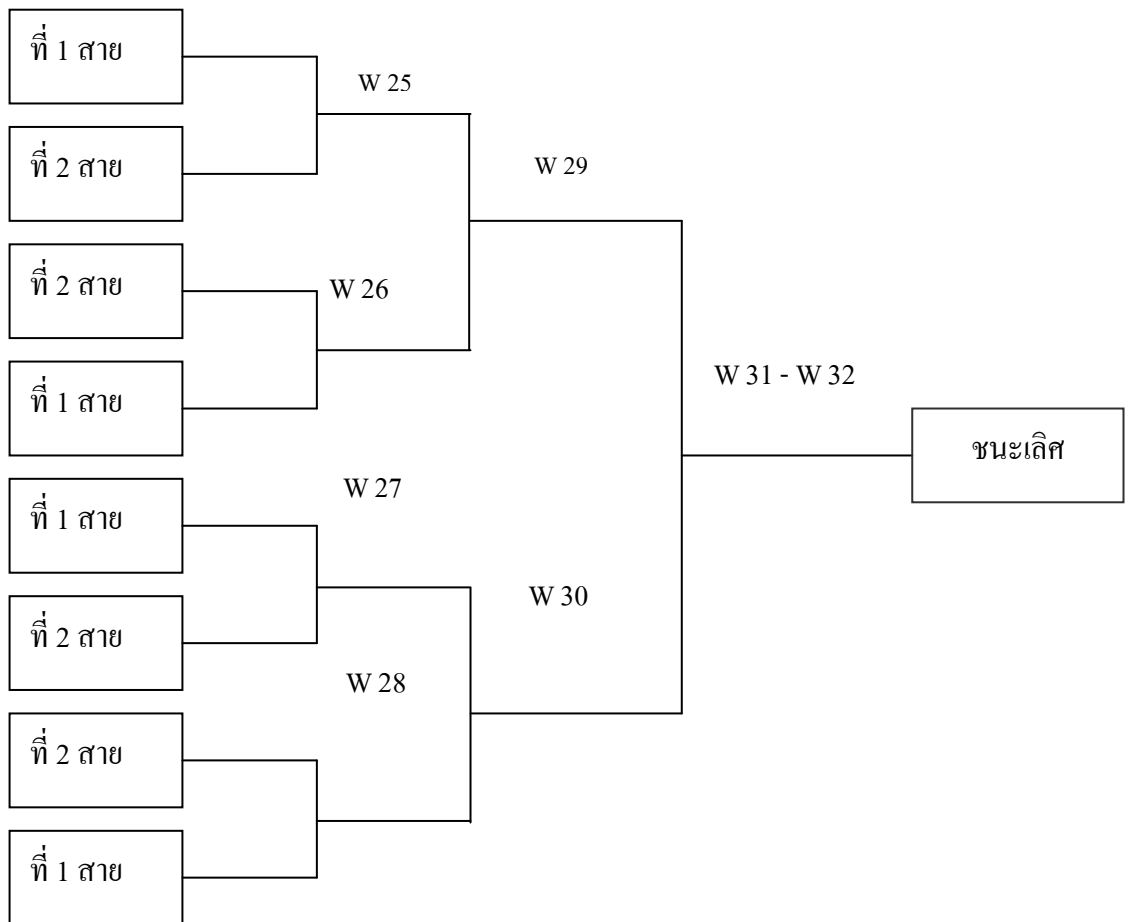 ที่ 1 สาย
W 25
ที่ 2 สาย
W 29
ที่ 2 สาย
W 26
ที่ 1 สาย
W 31 - W 32
ชนะเลิศ
W 27
ที่ 1 สาย
W 30
ที่ 2 สาย
W 28
ที่ 2 สาย
ที่ 1 สาย